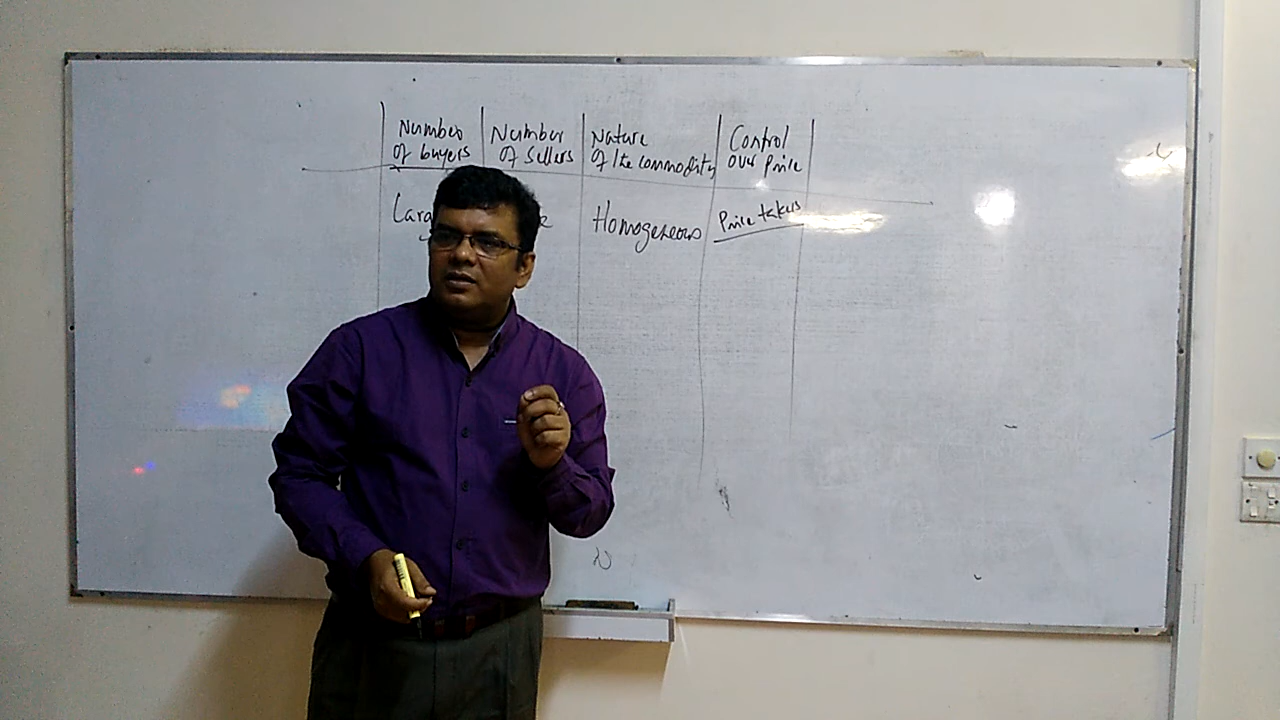 Number of buyers
Number of Sellers
Nature of the commodity
Control over Price
Homogeneous
Price takers